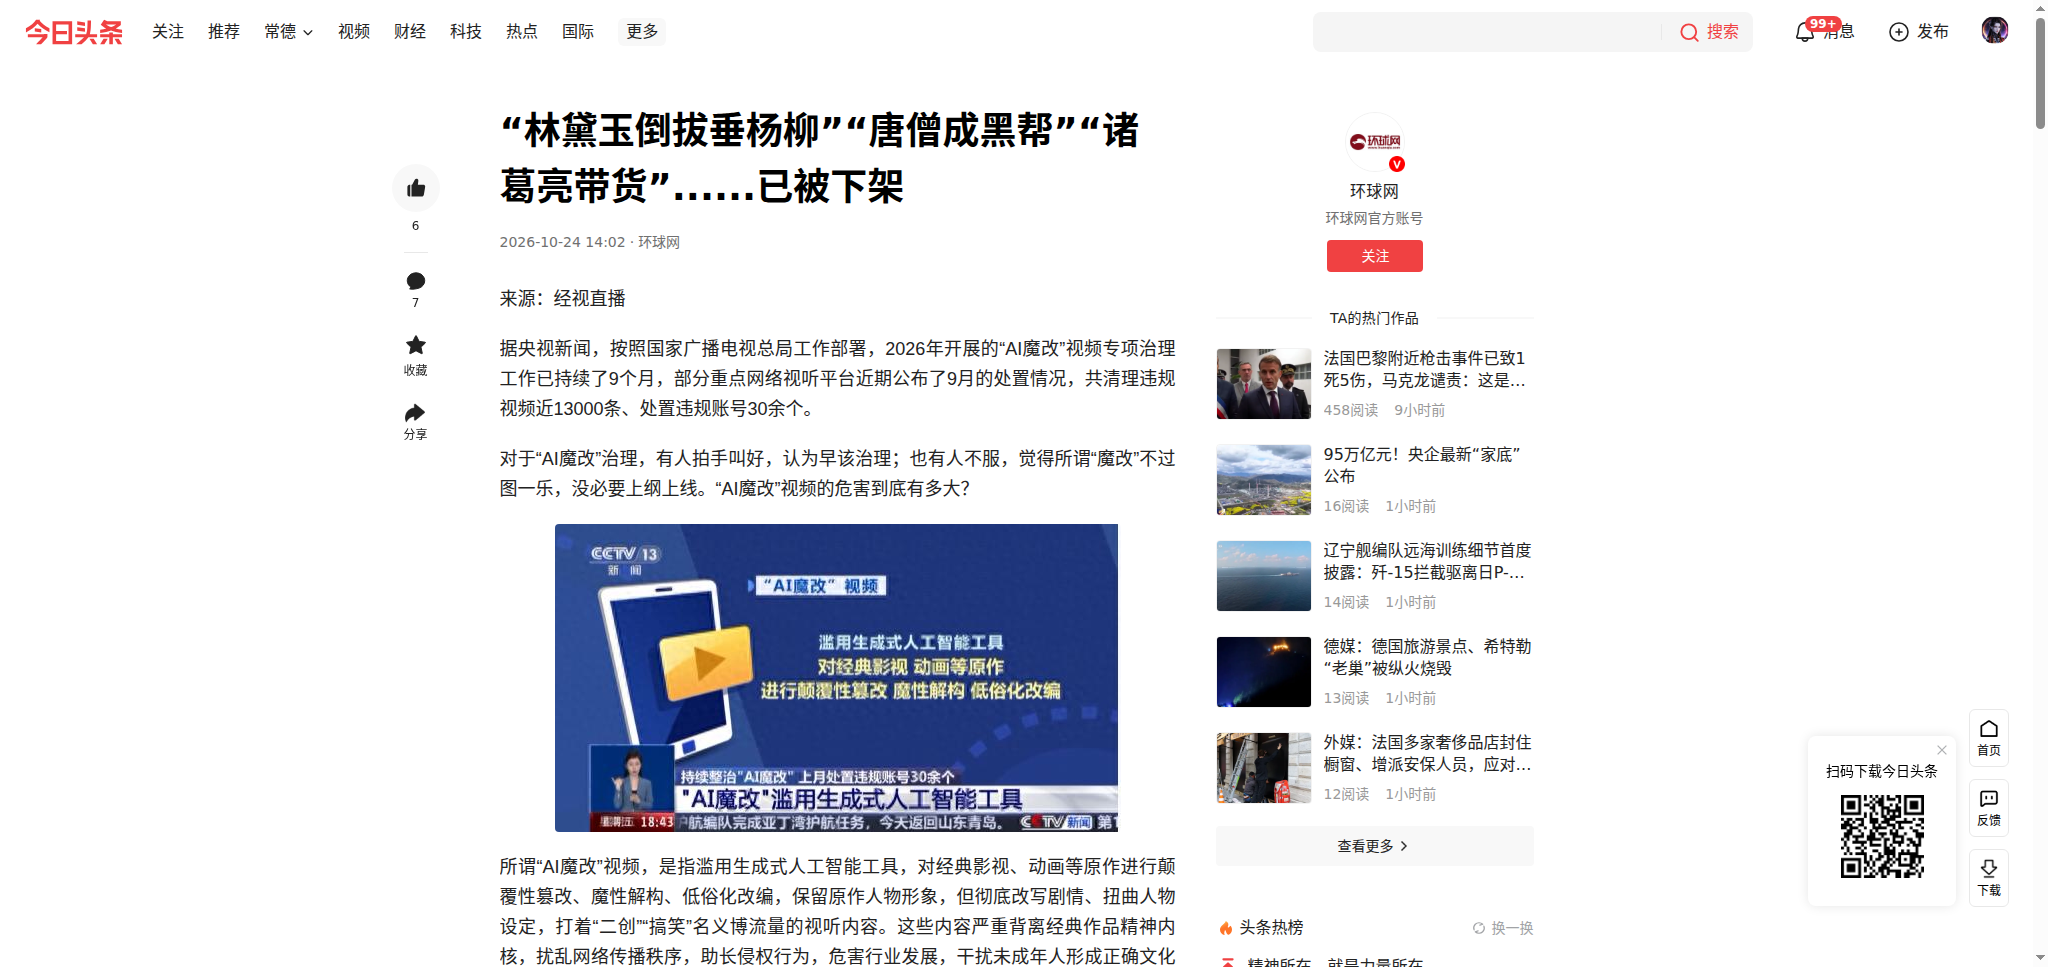 今日头条
关注 推荐 常德 视频 财经 科技 热点 国际 更多
搜索
99+
消息
发布
“林黛玉倒拔垂杨柳”“唐僧成黑帮”“诸
葛亮带货”......已被下架
2026-10-24 14:02 · 环球网
6
7
收藏
分享
来源：经视直播
据央视新闻，按照国家广播电视总局工作部署，2026年开展的“AI魔改”视频专项治理
工作已持续了9个月，部分重点网络视听平台近期公布了9月的处置情况，共清理违规
视频近13000条、处置违规账号30余个。
对于“AI魔改”治理，有人拍手叫好，认为早该治理；也有人不服，觉得所谓“魔改”不过
图一乐，没必要上纲上线。“AI魔改”视频的危害到底有多大？
CCTV 13
新闻
“AI魔改” 视频
滥用生成式人工智能工具
对经典影视 动画等原作
进行颠覆性篡改 魔性解构 低俗化改编
持续整治"AI魔改" 上月处置违规账号30余个
"AI魔改"滥用生成式人工智能工具
星期五 18:43
护航编队完成亚丁湾护航任务，今天返回山东青岛。 CCTV新闻 第1
所谓“AI魔改”视频，是指滥用生成式人工智能工具，对经典影视、动画等原作进行颠
覆性篡改、魔性解构、低俗化改编，保留原作人物形象，但彻底改写剧情、扭曲人物
设定，打着“二创”“搞笑”名义博流量的视听内容。这些内容严重背离经典作品精神内
核，扰乱网络传播秩序，助长侵权行为，危害行业发展，干扰未成年人形成正确文化
环球网
V
环球网
环球网官方账号
关注
TA的热门作品
法国巴黎附近枪击事件已致1
死5伤，马克龙谴责：这是...
458阅读 9小时前
95万亿元！央企最新“家底”
公布
16阅读 1小时前
辽宁舰编队远海训练细节首度
披露：歼-15拦截驱离日P-...
14阅读 1小时前
德媒：德国旅游景点、希特勒
“老巢”被纵火烧毁
13阅读 1小时前
外媒：法国多家奢侈品店封住
橱窗、增派安保人员，应对...
12阅读 1小时前
查看更多
头条热榜
换一换
精神所在，就是力量所在
扫码下载今日头条
首页
反馈
下载